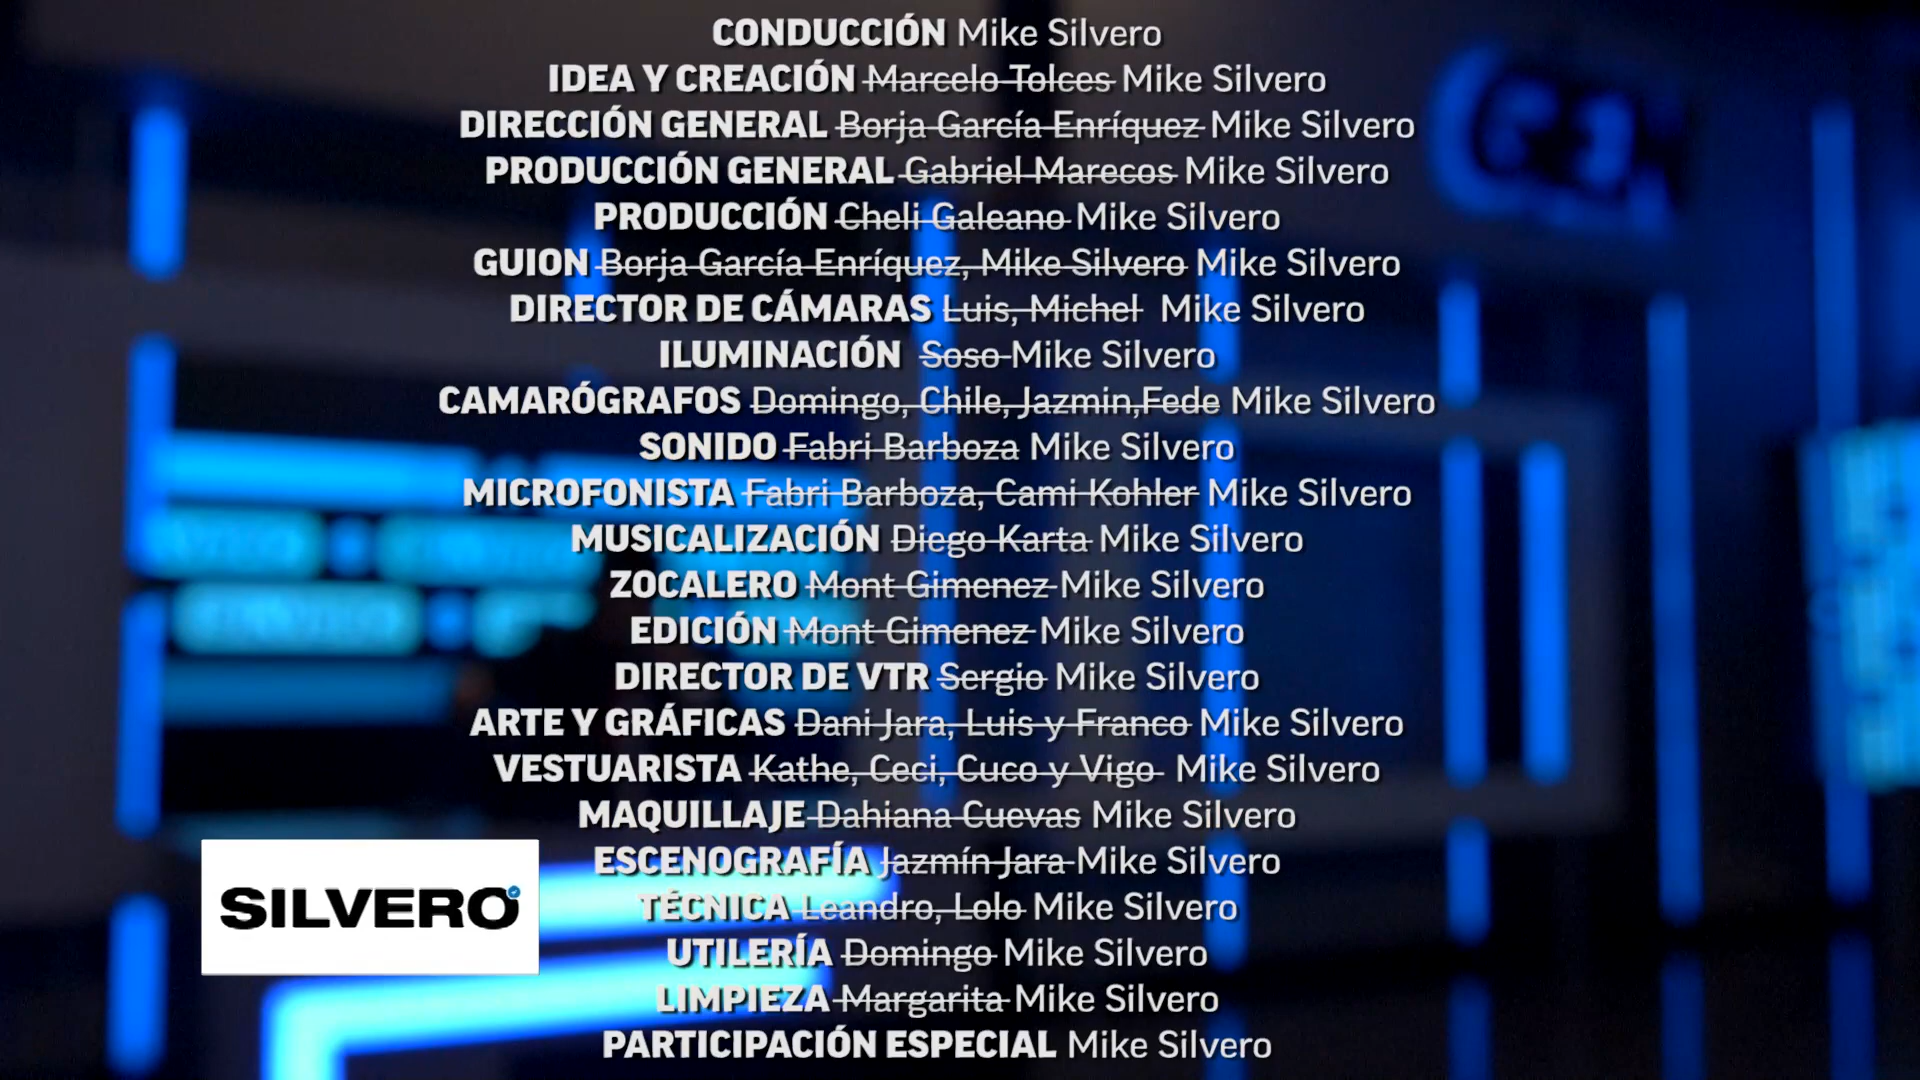 CONDUCCIÓN Mike Silvero
IDEA Y CREACIÓN Marcelo Tolces Mike Silvero
DIRECCIÓN GENERAL Borja García Enríquez Mike Silvero
PRODUCCIÓN GENERAL Gabriel Marecos Mike Silvero
PRODUCCIÓN Cheli Galeano Mike Silvero
GUION Borja García Enríquez, Mike Silvero Mike Silvero
DIRECTOR DE CÁMARAS Luis, Michel Mike Silvero
ILUMINACIÓN Soso Mike Silvero
CAMARÓGRAFOS Domingo, Chile, Jazmin,Fede Mike Silvero
SONIDO Fabri Barboza Mike Silvero
MICROFONISTA Fabri Barboza, Cami Kohler Mike Silvero
MUSICALIZACIÓN Diego Karta Mike Silvero
ZOCALERO Mont Gimenez Mike Silvero
EDICIÓN Mont Gimenez Mike Silvero
DIRECTOR DE VTR Sergio Mike Silvero
ARTE Y GRÁFICAS Dani Jara, Luis y Franco Mike Silvero
VESTUARISTA Kathe, Ceci, Cuco y Vigo Mike Silvero
MAQUILLAJE Dahiana Cuevas Mike Silvero
ESCENOGRAFÍA Jazmín Jara Mike Silvero
TÉCNICA Leandro, Lolo Mike Silvero
UTILERÍA Domingo Mike Silvero
LIMPIEZA Margarita Mike Silvero
PARTICIPACIÓN ESPECIAL Mike Silvero
SILVERO